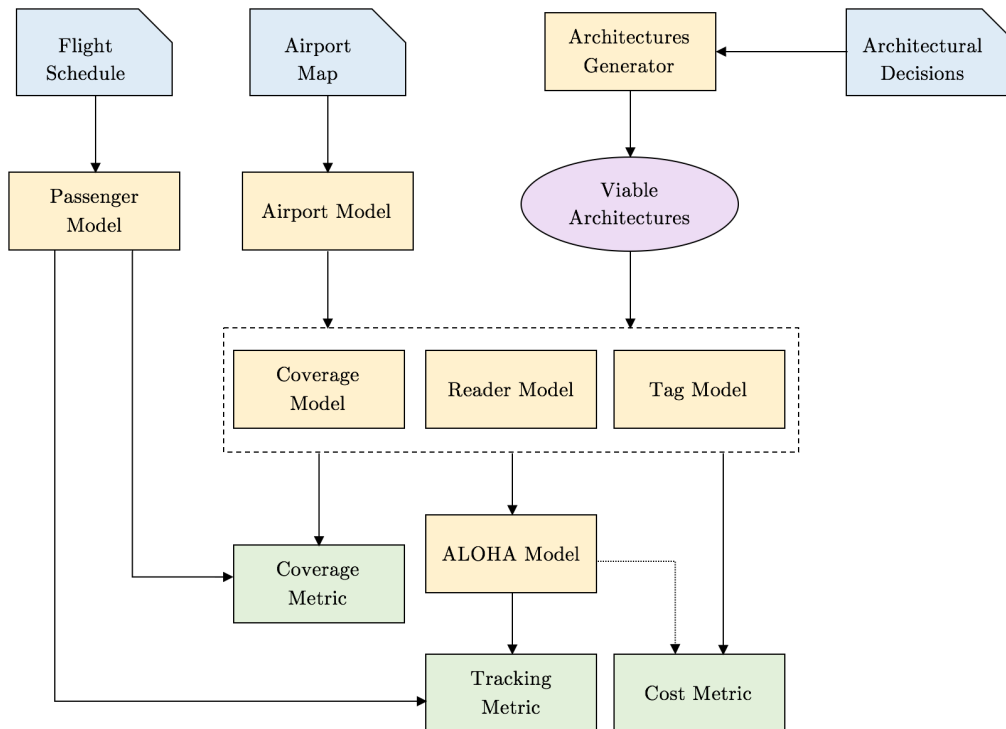 Flight
Schedule
Airport
Map
Architectures
Generator
Architectural
Decisions
Passenger
Model
Airport Model
Viable
Architectures
Coverage
Model
Reader Model
Tag Model
ALOHA Model
Coverage
Metric
Tracking
Metric
Cost Metric